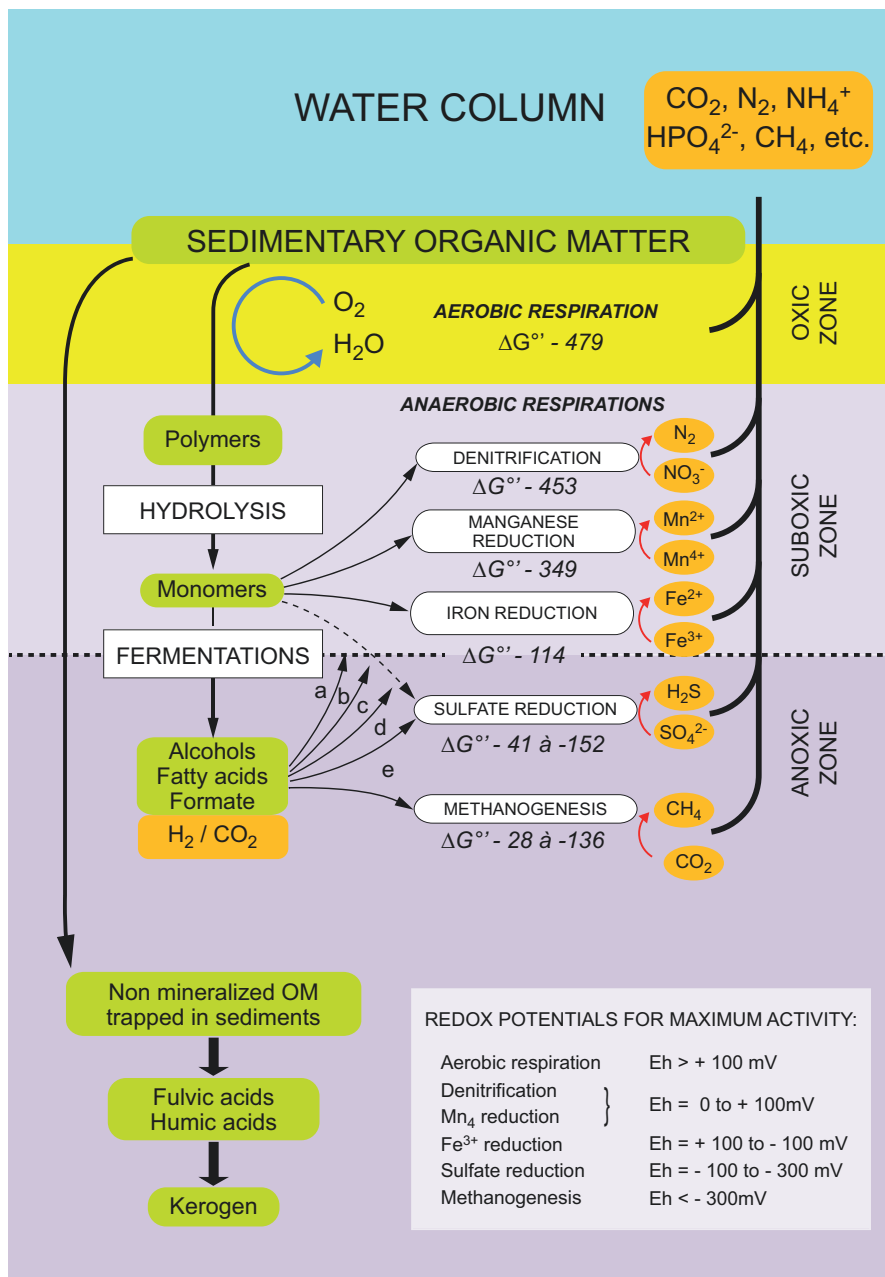 WATER COLUMN
CO₂, N₂, NH₄⁺
HPO₄²⁻, CH₄, etc.
SEDIMENTARY ORGANIC MATTER
O₂
H₂O
AEROBIC RESPIRATION
ΔG°’ - 479
OXIC
ZONE
ANAEROBIC RESPIRATIONS
Polymers
HYDROLYSIS
Monomers
FERMENTATIONS
DENITRIFICATION
ΔG°’ - 453
N₂
NO₃⁻
MANGANESE
REDUCTION
ΔG°’ - 349
Mn²⁺
Mn⁴⁺
IRON REDUCTION
ΔG°’ - 114
Fe²⁺
Fe³⁺
SUBOXIC
ZONE
a
b
c
d
e
Alcohols
Fatty acids
Formate
H₂ / CO₂
SULFATE REDUCTION
ΔG°’ - 41 à -152
H₂S
SO₄²⁻
METHANOGENESIS
ΔG°’ - 28 à -136
CH₄
CO₂
ANOXIC
ZONE
Non mineralized OM
trapped in sediments
Fulvic acids
Humic acids
Kerogen
REDOX POTENTIALS FOR MAXIMUM ACTIVITY:
Aerobic respiration Eh > + 100 mV
Denitrification
Mn₄ reduction } Eh = 0 to + 100mV
Fe³⁺ reduction Eh = + 100 to - 100 mV
Sulfate reduction Eh = - 100 to - 300 mV
Methanogenesis Eh < - 300mV